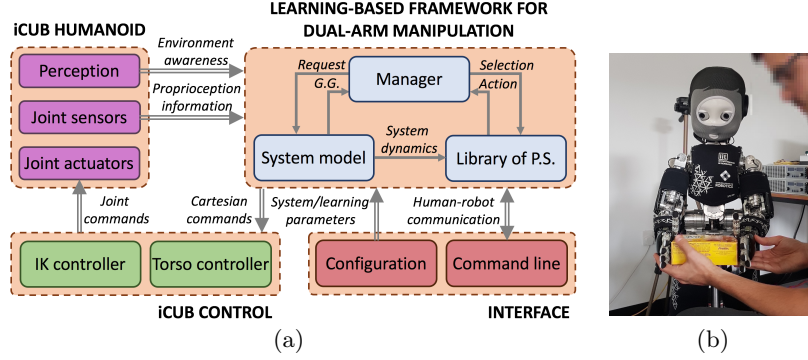 iCUB HUMANOID
LEARNING-BASED FRAMEWORK FOR
DUAL-ARM MANIPULATION
Perception
Joint sensors
Joint actuators
Environment
awareness
Proprioception
information
Manager
Request
G.G.
Selection
Action
System model
System
dynamics
Library of P.S.
Joint
commands
Cartesian
commands
System/learning
parameters
Human-robot
communication
IK controller
Torso controller
Configuration
Command line
iCUB CONTROL
INTERFACE
(a)
(b)